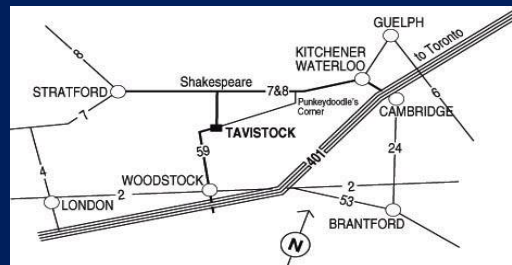 GUELPH
to Toronto
KITCHENER
WATERLOO
8
Shakespeare
7&8
STRATFORD
Punkeydoodle's
Corner
6
CAMBRIDGE
7
TAVISTOCK
59
401
24
4
WOODSTOCK
2
2
LONDON
53
BRANTFORD
N